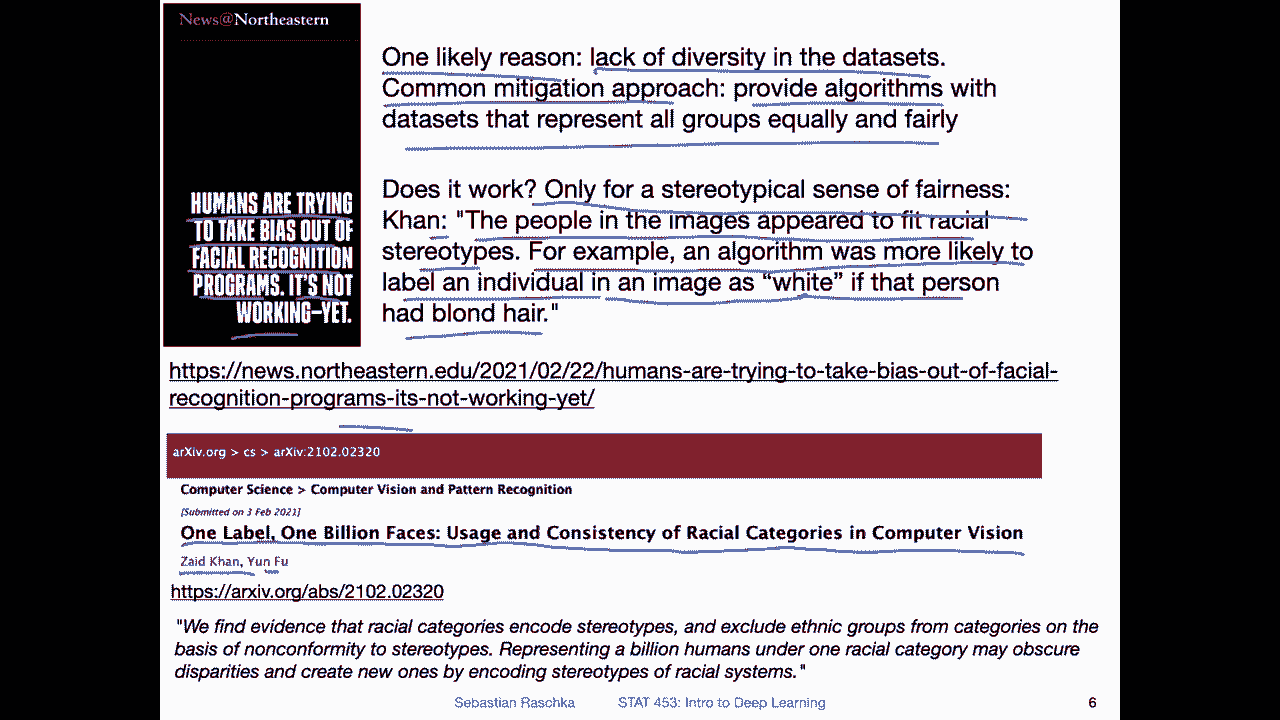 News@Northeastern
HUMANS ARE TRYING
TO TAKE BIAS OUT OF
FACIAL RECOGNITION
PROGRAMS. IT'S NOT
WORKING—YET.
One likely reason: lack of diversity in the datasets.
Common mitigation approach: provide algorithms with
datasets that represent all groups equally and fairly
Does it work? Only for a stereotypical sense of fairness:
Khan: "The people in the images appeared to fit racial
stereotypes. For example, an algorithm was more likely to
label an individual in an image as “white” if that person
had blond hair."
https://news.northeastern.edu/2021/02/22/humans-are-trying-to-take-bias-out-of-facial-
recognition-programs-its-not-working-yet/
arXiv.org > cs > arXiv:2102.02320
Computer Science > Computer Vision and Pattern Recognition
[Submitted on 3 Feb 2021]
One Label, One Billion Faces: Usage and Consistency of Racial Categories in Computer Vision
Zaid Khan, Yun Fu
https://arxiv.org/abs/2102.02320
"We find evidence that racial categories encode stereotypes, and exclude ethnic groups from categories on the
basis of nonconformity to stereotypes. Representing a billion humans under one racial category may obscure
disparities and create new ones by encoding stereotypes of racial systems."
Sebastian Raschka STAT 453: Intro to Deep Learning 6